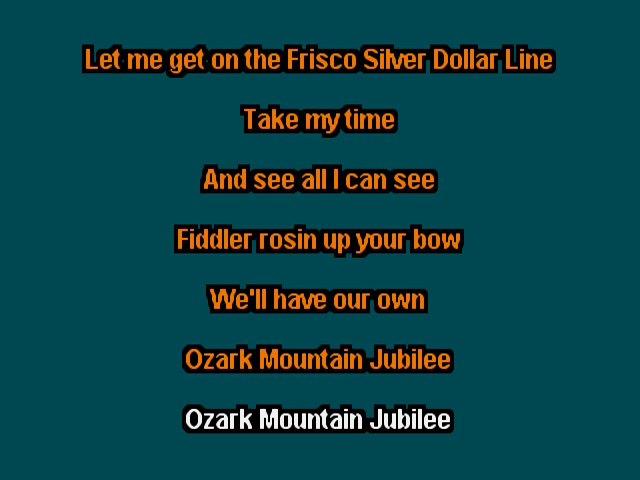 Let me get on the Frisco Silver Dollar Line
Take my time
And see all I can see
Fiddler rosin up your bow
We'll have our own
Ozark Mountain Jubilee
Ozark Mountain Jubilee